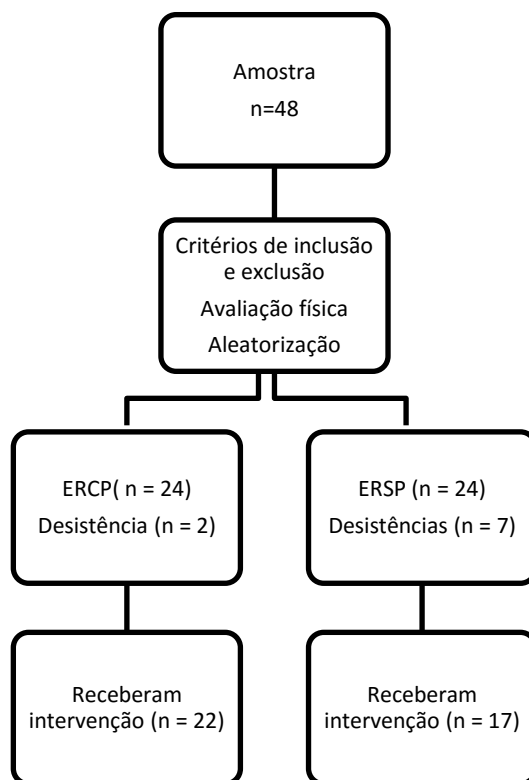 Amostra
n=48
Critérios de inclusão
e exclusão
Avaliação física
Aleatorização
ERCP( n = 24)
Desistência (n = 2)
ERSP (n = 24)
Desistências (n = 7)
Receberam
intervenção (n = 22)
Receberam
intervenção (n = 17)